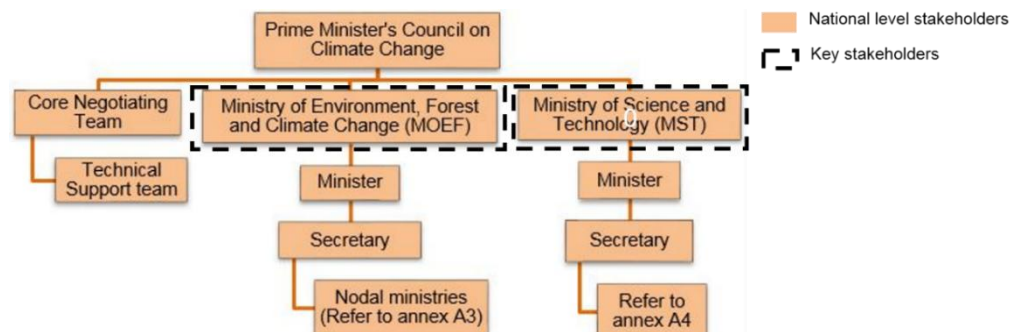 Prime Minister's Council on
Climate Change
National level stakeholders
Key stakeholders
Core Negotiating
Team
Ministry of Environment, Forest
and Climate Change (MOEF)
Ministry of Science and
Technology (MST)
Technical
Support team
Minister
Minister
Secretary
Secretary
Nodal ministries
(Refer to annex A3)
Refer to
annex A4